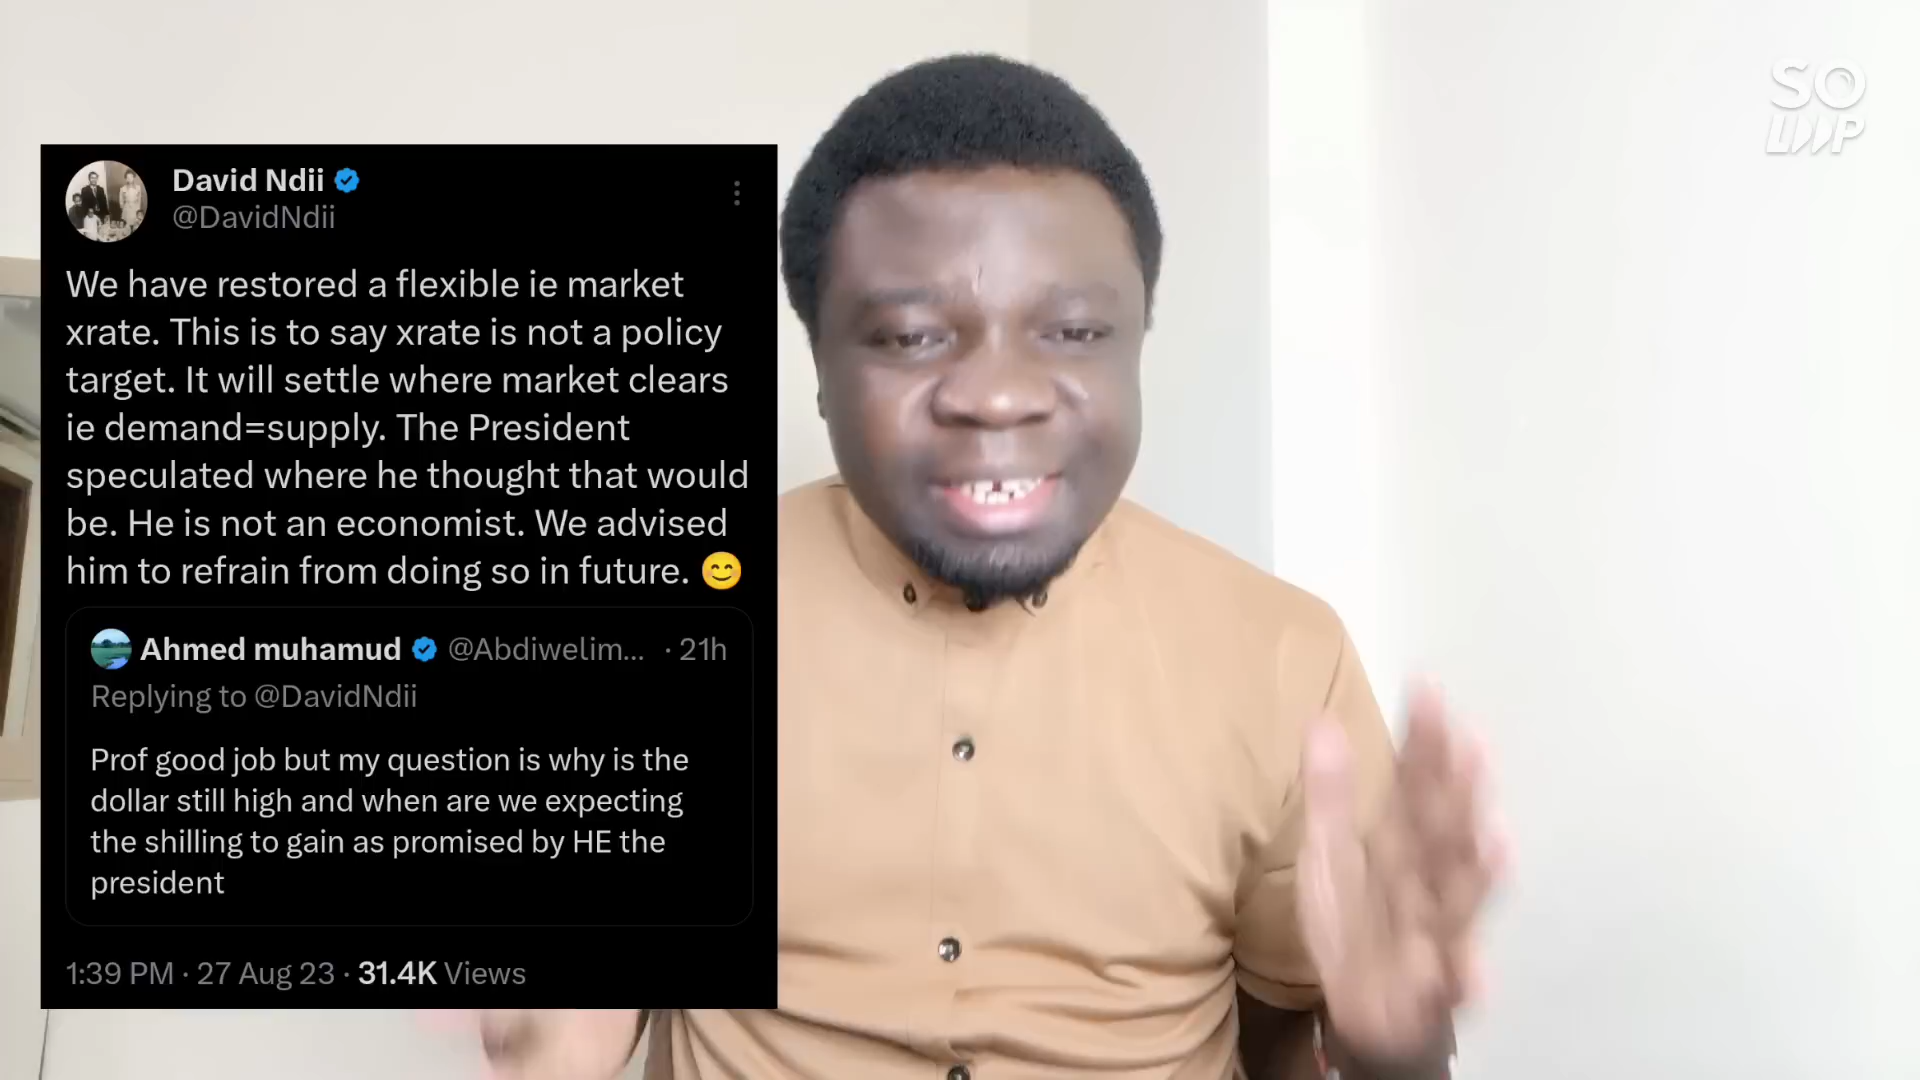 David Ndii
@DavidNdii
We have restored a flexible ie market
xrate. This is to say xrate is not a policy
target. It will settle where market clears
ie demand=supply. The President
speculated where he thought that would
be. He is not an economist. We advised
him to refrain from doing so in future. 😊
Ahmed muhamud @Abdiwelim... · 21h
Replying to @DavidNdii
Prof good job but my question is why is the
dollar still high and when are we expecting
the shilling to gain as promised by HE the
president
1:39 PM · 27 Aug 23 · 31.4K Views
SO
LIP